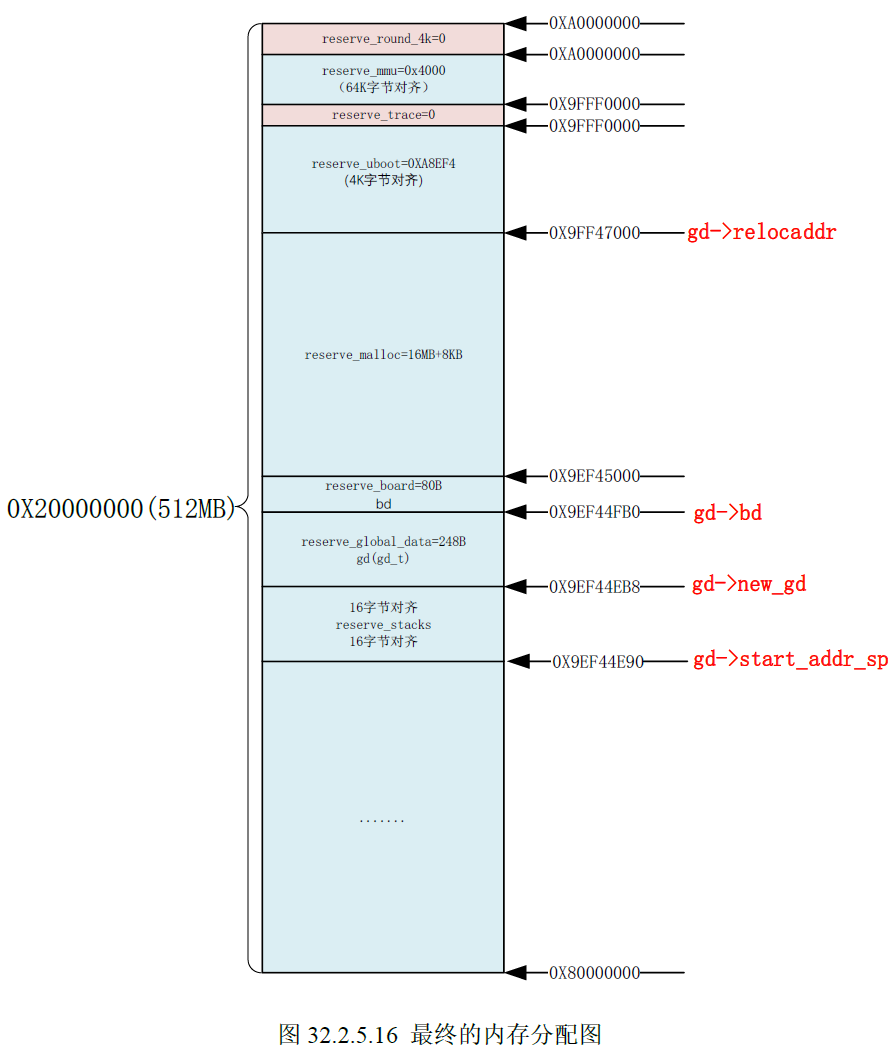 0XA0000000
reserve_round_4k=0
0XA0000000
reserve_mmu=0x4000
（64K字节对齐）
0X9FFF0000
reserve_trace=0
0X9FFF0000
reserve_uboot=0XA8EF4
(4K字节对齐)
0X9FF47000
gd->relocaddr
reserve_malloc=16MB+8KB
0X9EF45000
reserve_board=80B
bd
0X20000000(512MB)
0X9EF44FB0
gd->bd
reserve_global_data=248B
gd(gd_t)
0X9EF44EB8
gd->new_gd
16字节对齐
reserve_stacks
16字节对齐
0X9EF44E90
gd->start_addr_sp
.......
0X80000000
图 32.2.5.16 最终的内存分配图